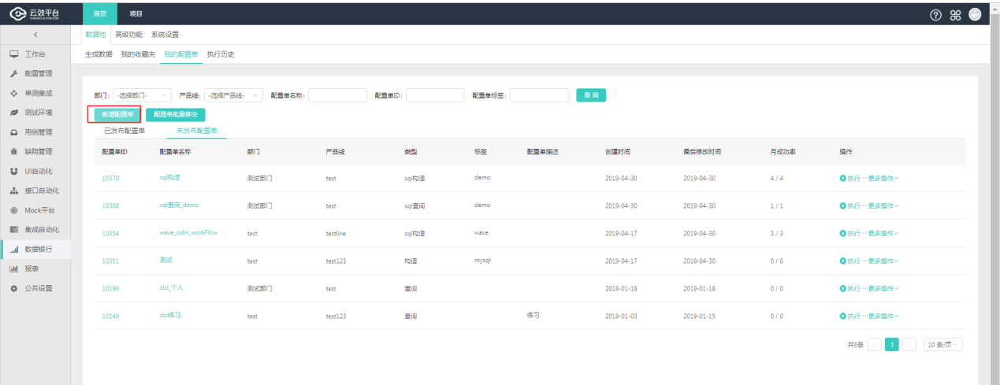 云效平台 首页 项目
数据池 高级功能 系统设置
生成数据 我的收藏夹 我的配置单 执行历史
工作台
配置管理
单测集成
测试环境
用例管理
缺陷管理
UI自动化
接口自动化
Mock平台
集成自动化
数据银行
报表
公共设置
部门: -选择部门- 产品线: -选择产品线- 配置单名称: 配置单ID: 配置单标签: 查询
新增配置单 配置单批量移交
已发布配置单 未发布配置单
配置单ID 配置单名称 部门 产品线 类型 标签 配置单描述 创建时间 最后修改时间 月成功率 操作
10370 sql构造 测试部门 test sql构造 demo 2019-04-30 2019-04-30 4 / 4 执行 ···更多操作
10368 sql查询_demo 测试部门 test sql查询 demo 2019-04-30 2019-04-30 1 / 1 执行 ···更多操作
10354 wave_odin_workflow test testline sql构造 wave 2019-04-17 2019-04-30 3 / 3 执行 ···更多操作
10351 测试 test test123 构造 mysql 2019-04-17 2019-04-30 0 / 0 执行 ···更多操作
10196 zlzl_个人 测试部门 test 查询 2019-01-18 2019-01-18 0 / 0 执行 ···更多操作
10140 zlzl练习 test test123 查询 练习 2019-01-03 2019-01-15 0 / 0 执行 ···更多操作
共6条 < 1 > 10 条/页